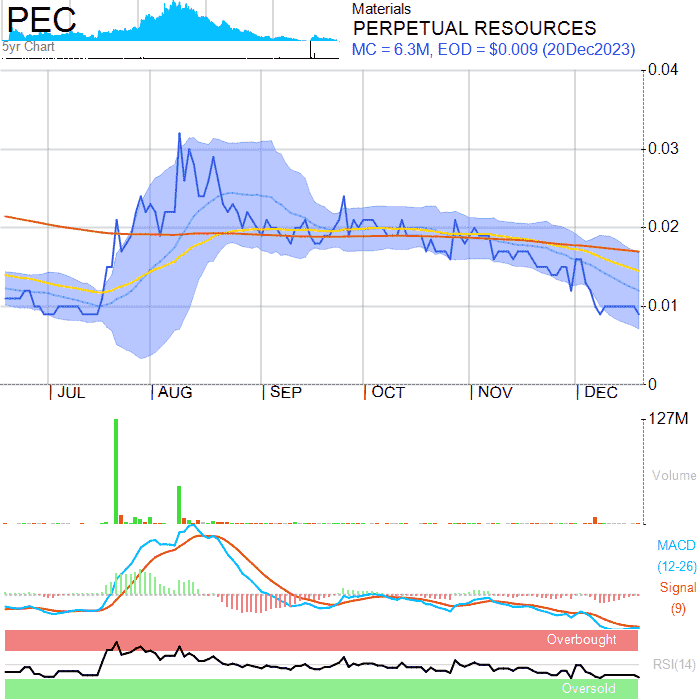 PEC
5yr Chart
Materials
PERPETUAL RESOURCES
MC = 6.3M, EOD = $0.009 (20Dec2023)
0.04
0.03
0.02
0.01
0
JUL AUG SEP OCT NOV DEC
127M
Volume
MACD
(12-26)
Signal
(9)
Overbought
RSI(14)
Oversold